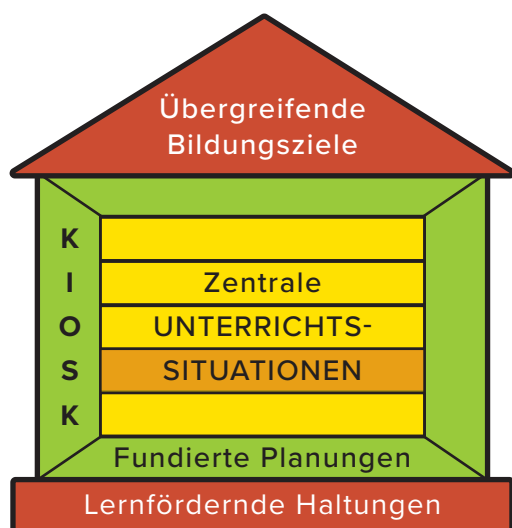 Übergreifende
Bildungsziele
K
I
O
S
K
Zentrale
UNTERRICHTS-
SITUATIONEN
Fundierte Planungen
Lernfördernde Haltungen